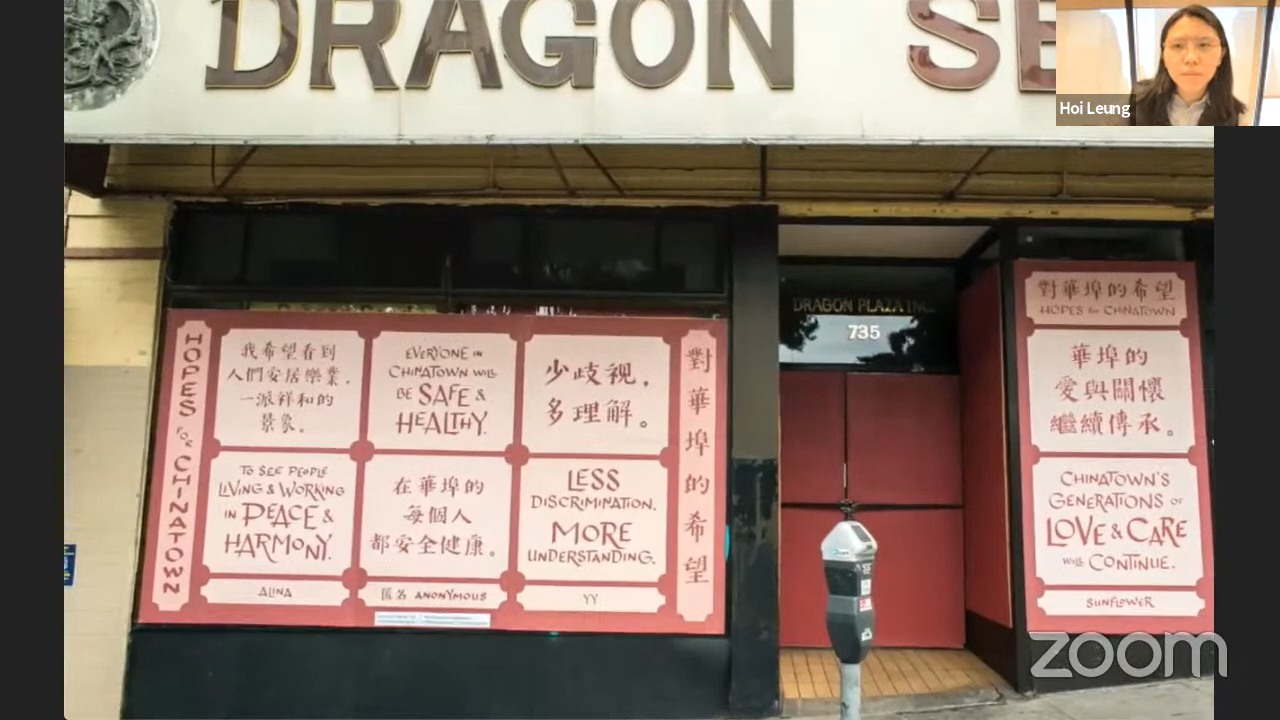 DRAGON SE
Hoi Leung
DRAGON PLAZA INC.
735
HOPES for CHINATOWN
我希望看到
人們安居樂業，
一派祥和的
景象。
TO SEE PEOPLE
LIVING & WORKING
IN PEACE &
HARMONY.
ALINA
EVERYONE IN
CHINATOWN WILL
BE SAFE &
HEALTHY.
在華埠的
每個人
都安全健康。
匿名 ANONYMOUS
少歧視，
多理解。
LESS
DISCRIMINATION.
MORE
UNDERSTANDING.
YY
對華埠的希望
對華埠的希望
HOPES for CHINATOWN
華埠的
愛與關懷
繼續傳承。
CHINATOWN'S
GENERATIONS OF
LOVE & CARE
WILL CONTINUE.
SUNFLOWER
zoom